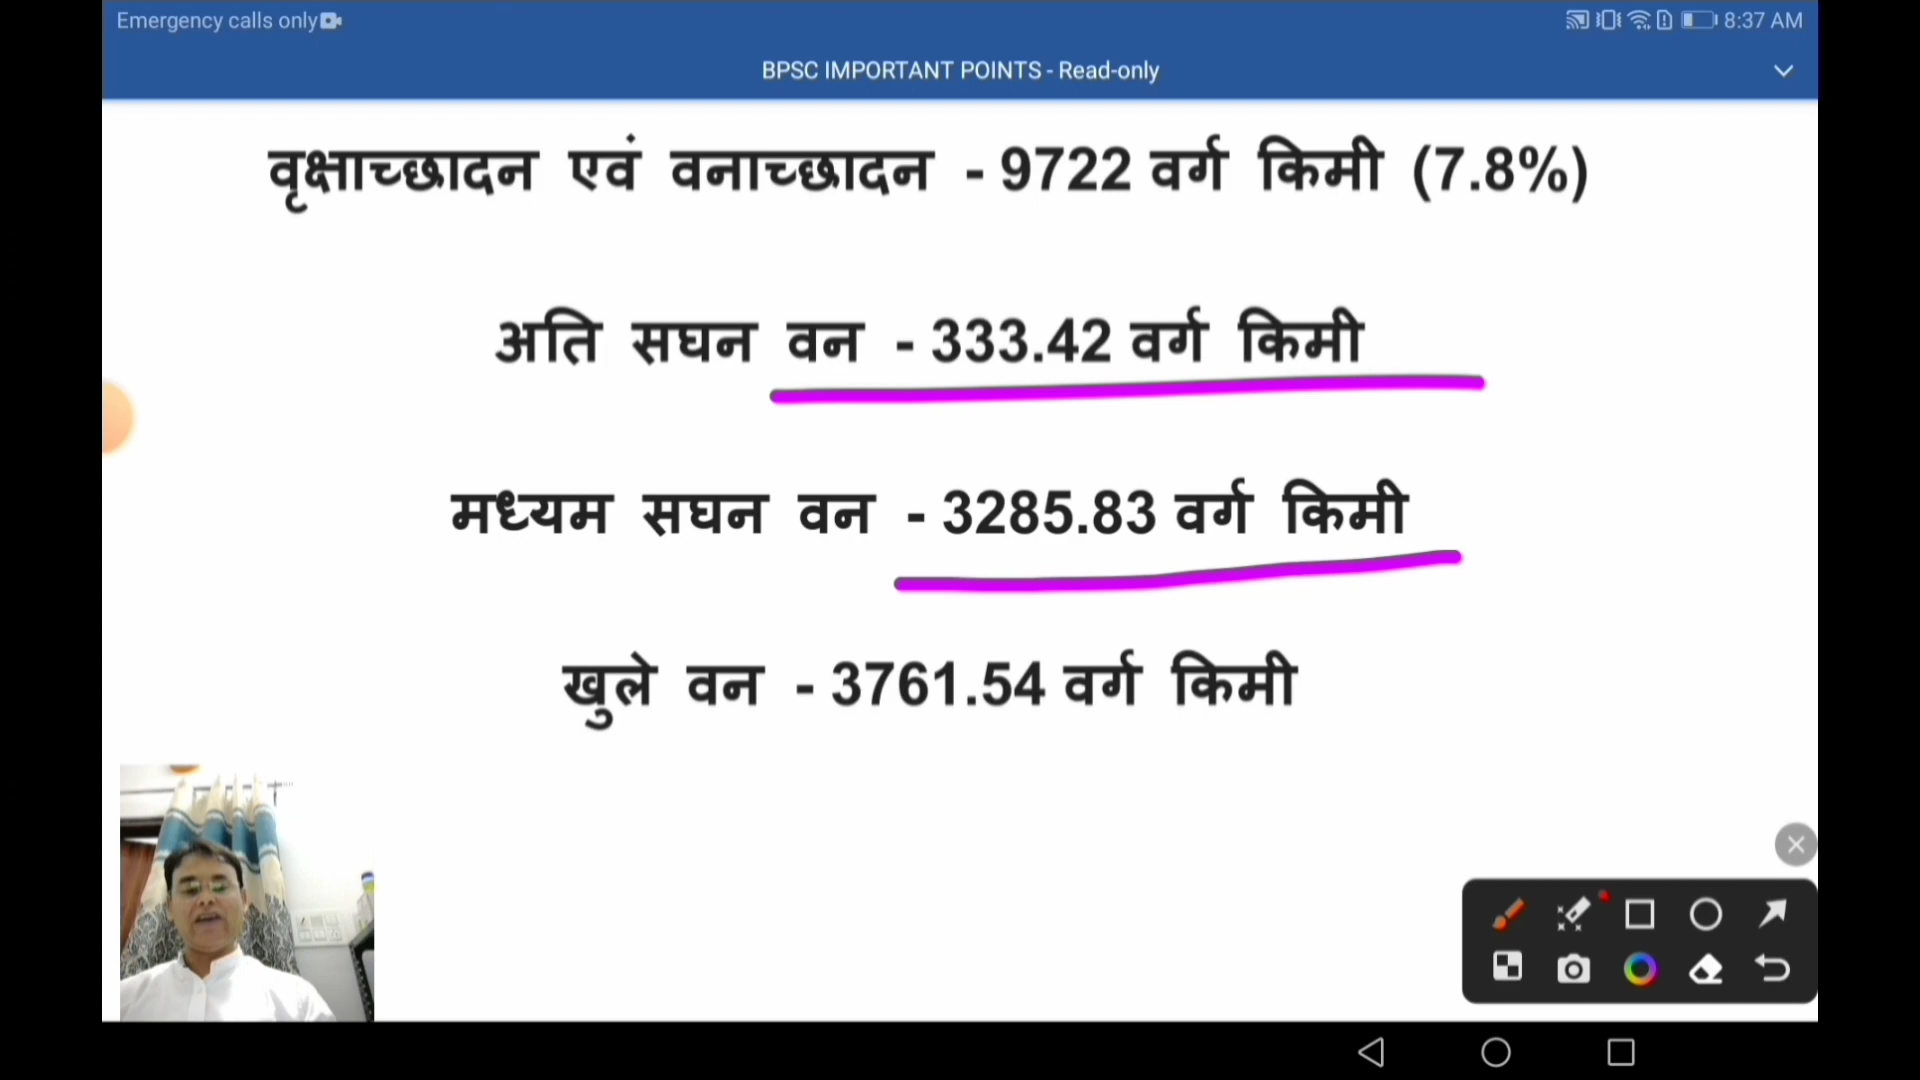 Emergency calls only
8:37 AM
BPSC IMPORTANT POINTS - Read-only
वृक्षाच्छादन एवं वनाच्छादन - 9722 वर्ग किमी (7.8%)
अति सघन वन - 333.42 वर्ग किमी
मध्यम सघन वन - 3285.83 वर्ग किमी
खुले वन - 3761.54 वर्ग किमी